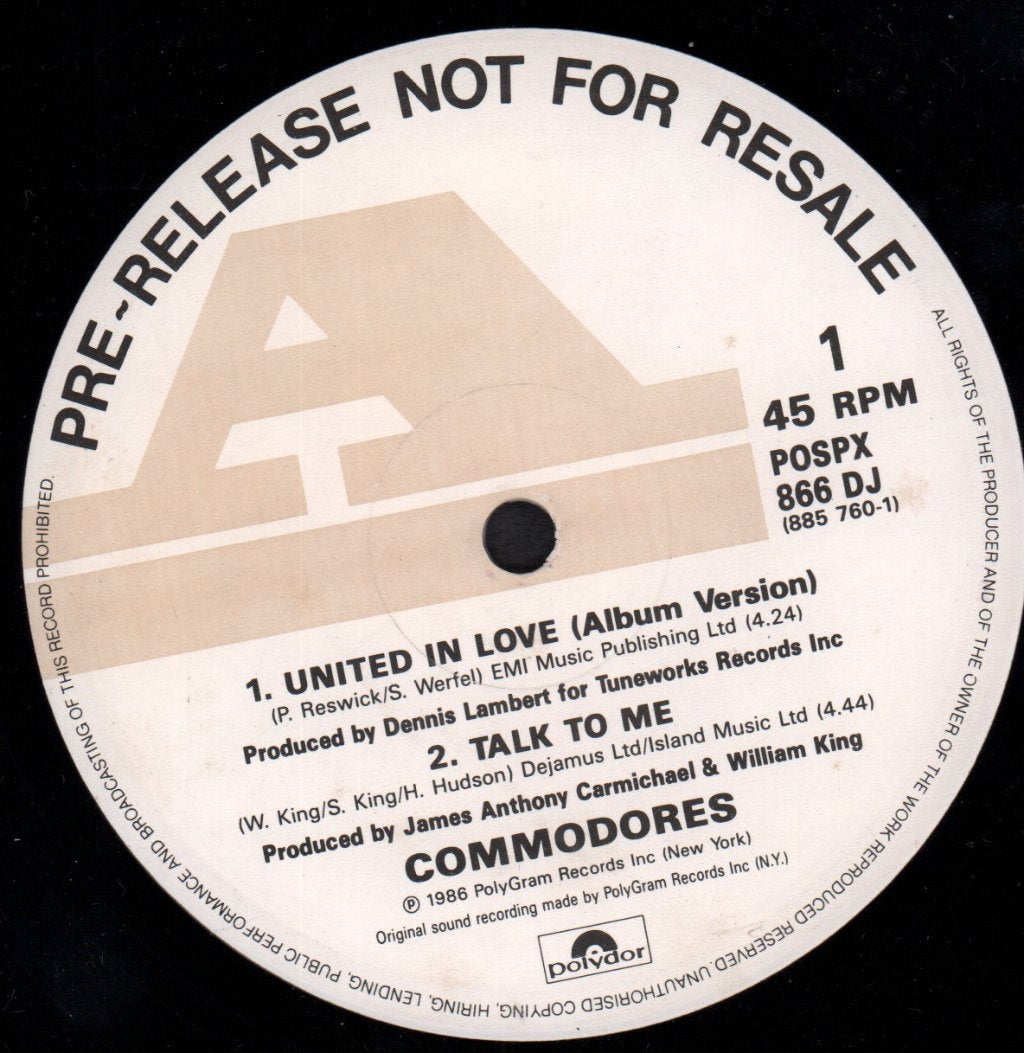 PRE-RELEASE NOT FOR RESALE
A
1
45 RPM
POSPX
866 DJ
(885 760-1)
1. UNITED IN LOVE (Album Version)
(P. Reswick/S. Werfel) EMI Music Publishing Ltd (4.24)
Produced by Dennis Lambert for Tuneworks Records Inc
2. TALK TO ME
(W. King/S. King/H. Hudson) Dejamus Ltd/Island Music Ltd (4.44)
Produced by James Anthony Carmichael & William King
COMMODORES
℗ 1986 PolyGram Records Inc (New York)
Original sound recording made by PolyGram Records Inc (N.Y.)
polydor
ALL RIGHTS OF THE PRODUCER AND OF THE OWNER OF THE WORK REPRODUCED RESERVED. UNAUTHORISED COPYING, HIRING, LENDING, PUBLIC PERFORMANCE AND BROADCASTING OF THIS RECORD PROHIBITED.